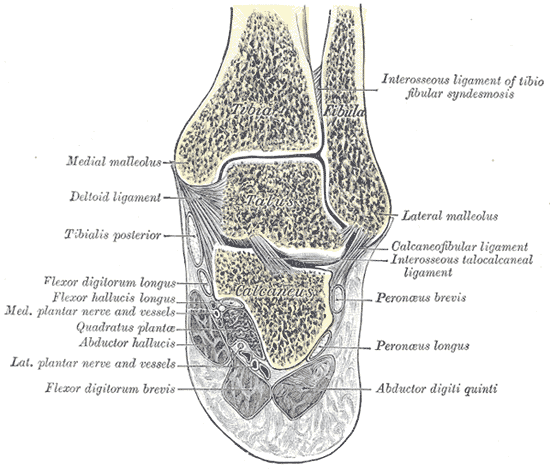 Interosseous ligament of tibio
fibular syndesmosis
Tibia
Fibula
Medial malleolus
Deltoid ligament
Talus
Lateral malleolus
Tibialis posterior
Calcaneofibular ligament
Interosseous talocalcaneal
ligament
Flexor digitorum longus
Calcaneus
Flexor hallucis longus
Peronæus brevis
Med. plantar nerve and vessels
Quadratus plantæ
Abductor hallucis
Peronæus longus
Lat. plantar nerve and vessels
Flexor digitorum brevis
Abductor digiti quinti